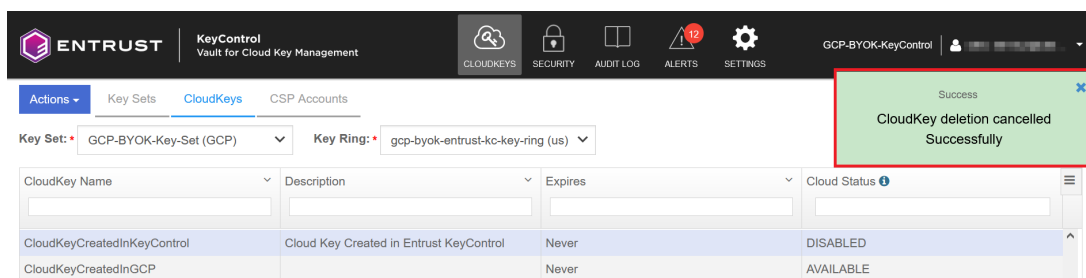 ENTRUST
KeyControl
Vault for Cloud Key Management
CLOUDKEYS
SECURITY
AUDIT LOG
12
ALERTS
SETTINGS
GCP-BYOK-KeyControl
Actions
Key Sets
CloudKeys
CSP Accounts
Success
CloudKey deletion cancelled
Successfully
Key Set: * GCP-BYOK-Key-Set (GCP)
Key Ring: * gcp-byok-entrust-kc-key-ring (us)
CloudKey Name Description Expires Cloud Status
CloudKeyCreatedInKeyControl Cloud Key Created in Entrust KeyControl Never DISABLED
CloudKeyCreatedInGCP Never AVAILABLE